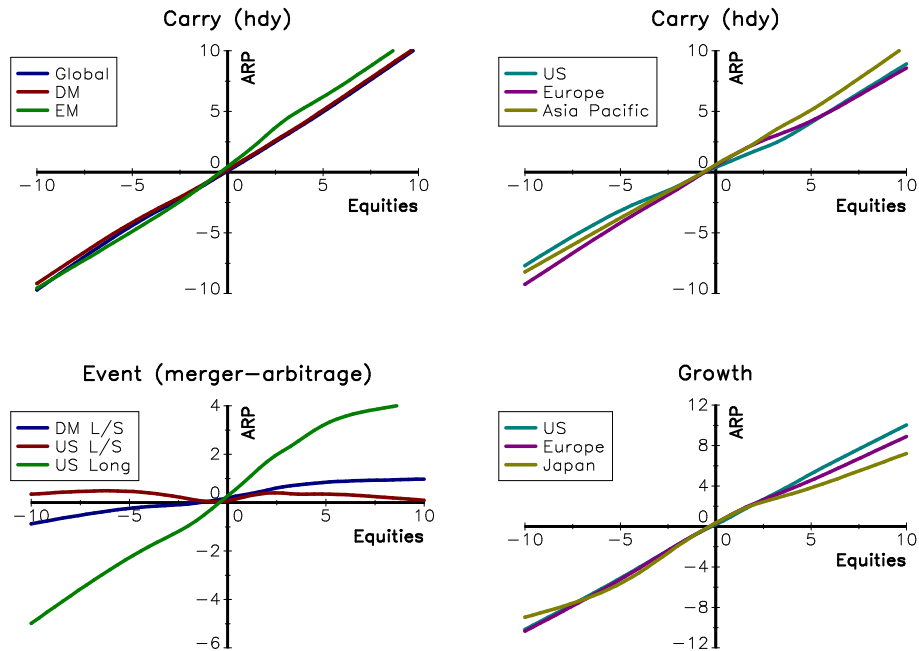 Carry (hdy)
Global
DM
EM
ARP
10
5
0
-10
-5
0
5
10
Equities
-5
-10
Carry (hdy)
US
Europe
Asia Pacific
ARP
10
5
0
-10
-5
0
5
10
Equities
-5
-10
Event (merger-arbitrage)
DM L/S
US L/S
US Long
ARP
4
2
0
-10
-5
0
5
10
Equities
-2
-4
-6
Growth
US
Europe
Japan
ARP
12
8
4
0
-10
-5
0
5
10
Equities
-4
-8
-12